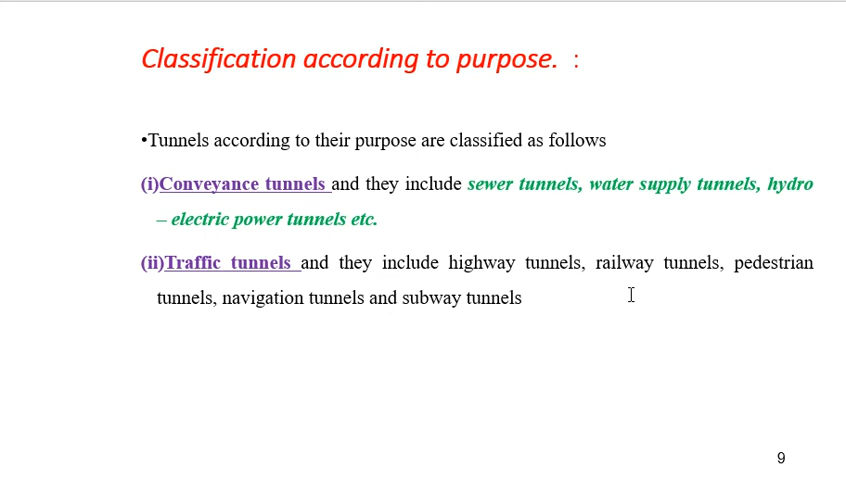 Classification according to purpose. :
•Tunnels according to their purpose are classified as follows
(i)Conveyance tunnels and they include sewer tunnels, water supply tunnels, hydro
– electric power tunnels etc.
(ii)Traffic tunnels and they include highway tunnels, railway tunnels, pedestrian
tunnels, navigation tunnels and subway tunnels
9